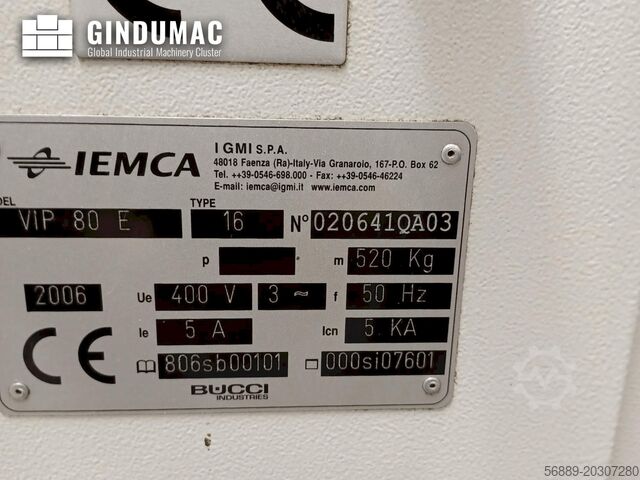 GINDUMAC
Global Industrial Machinery Cluster
CE
IEMCA
I GMI S.P.A.
48018 Faenza (Ra)-Italy-Via Granarolo, 167-P.O. Box 62
Tel. ++39-0546-698.000 - Fax: ++39-0546-46224
E-mail: iemca@igmi.it www.iemca.com
DEL TYPE
VIP 80 E 16 N° 020641QA03
p m 520 Kg
2006 Ue 400 V 3 ~ f 50 Hz
Ie 5 A Icn 5 KA
CE 806sb00101 000si07601
BUCCI
INDUSTRIES
56889-20307280